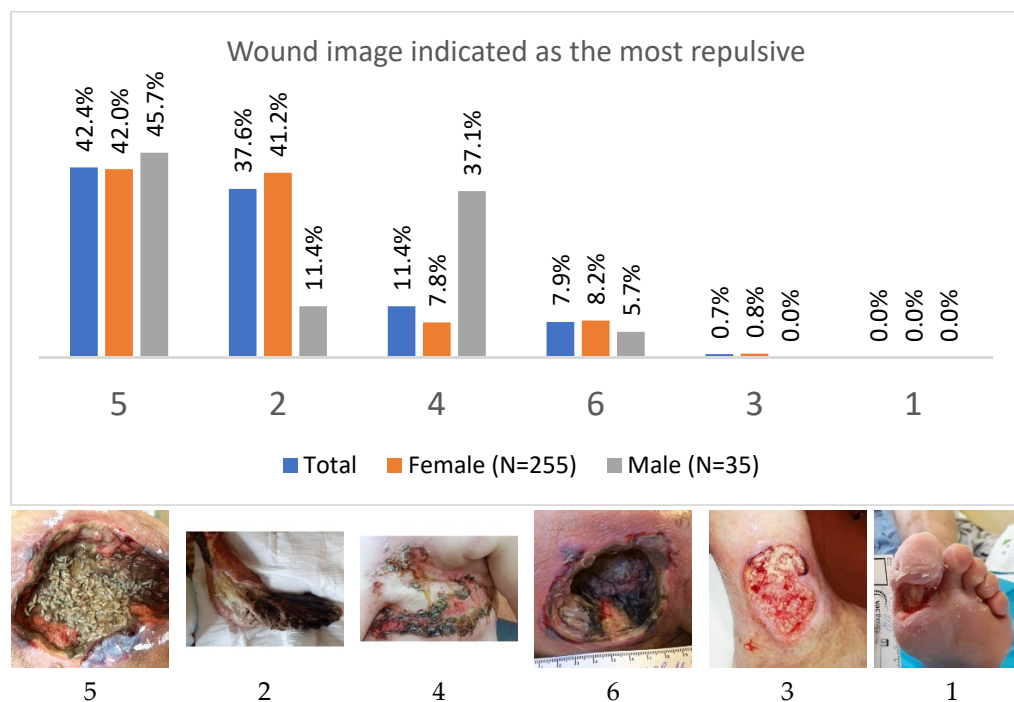 Wound image indicated as the most repulsive
42.4% 42.0% 45.7% 37.6% 41.2% 11.4% 11.4% 7.8% 37.1% 7.9% 8.2% 5.7% 0.7% 0.8% 0.0% 0.0% 0.0% 0.0%
5 2 4 6 3 1
Total Female (N=255) Male (N=35)
5 2 4 6 3 1